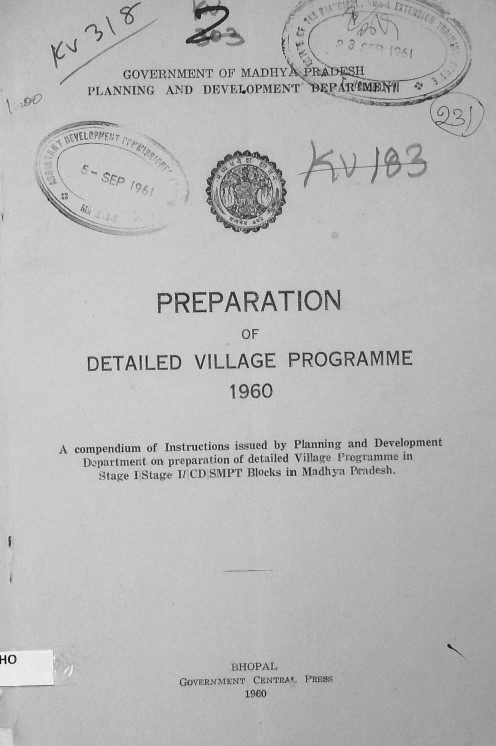 KV 318
2
GOVERNMENT OF MADHYA PRADESH
PLANNING AND DEVELOPMENT DEPARTMENT
23 SEP 1961
231
ASSISTANT DEVELOPMENT COMMISSIONER
5-SEP 1961
KV 183
PREPARATION
OF
DETAILED VILLAGE PROGRAMME
1960
A compendium of Instructions issued by Planning and Development
Department on preparation of detailed Village Programme in
Stage I|Stage II|CD|SMPT Blocks in Madhya Pradesh.
HO
BHOPAL
GOVERNMENT CENTRAL PRESS
1960